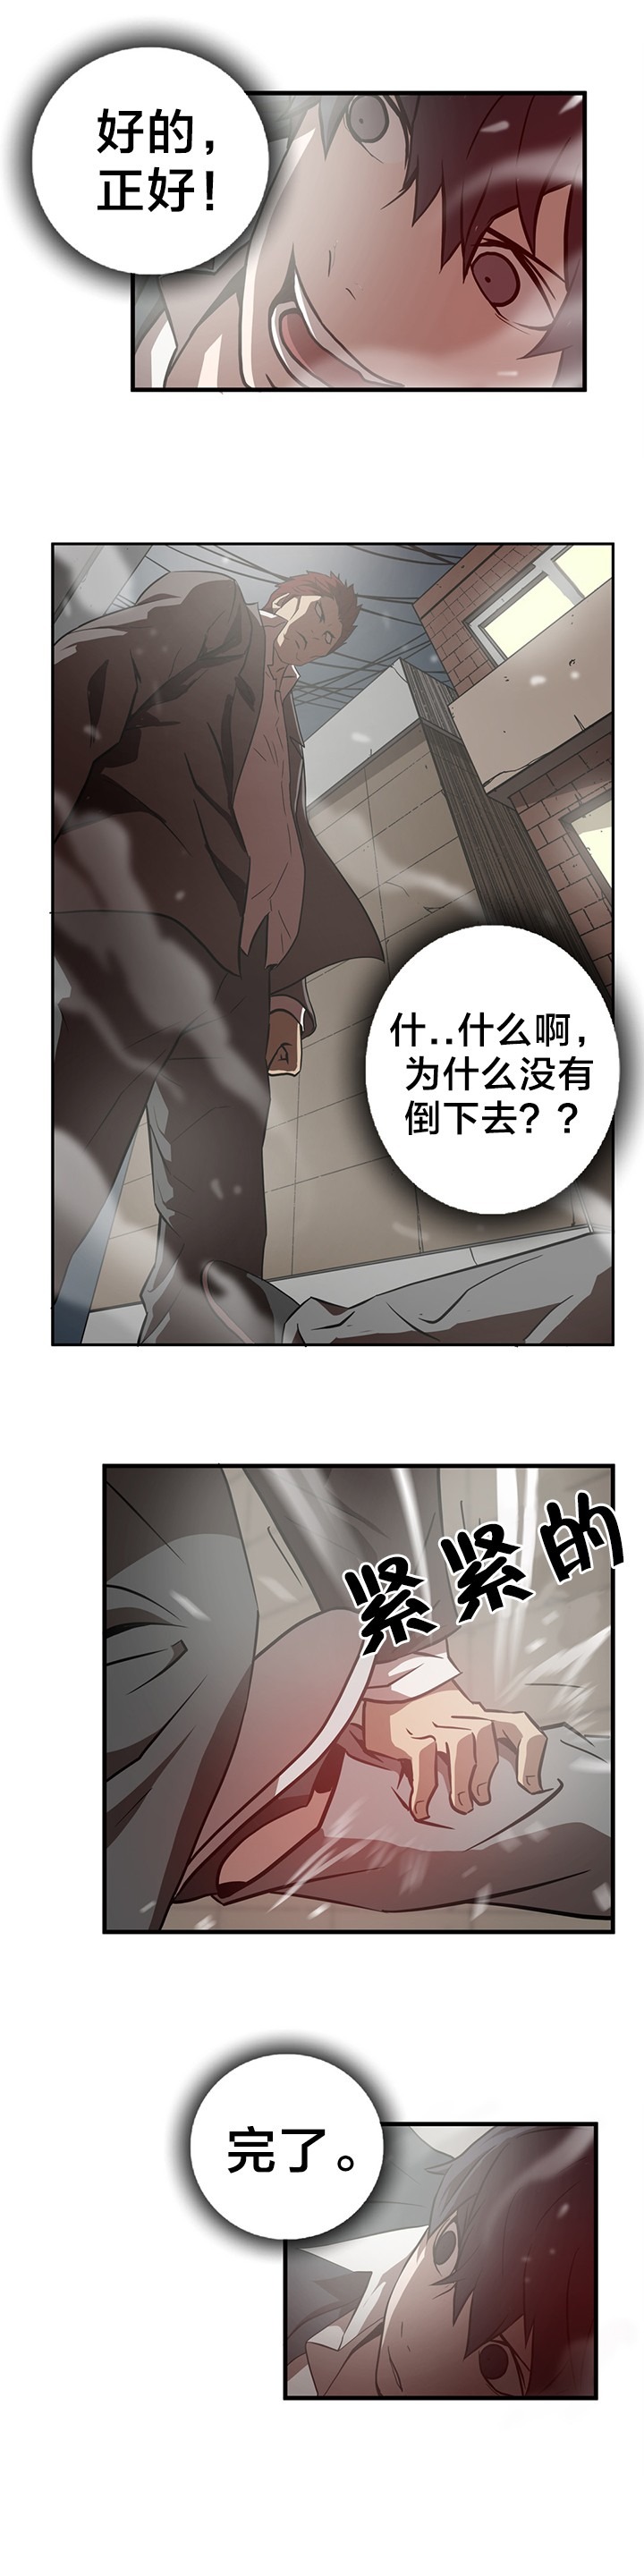 好的，
正好！
什..什么啊，
为什么没有
倒下去？？
紧紧的
完了。